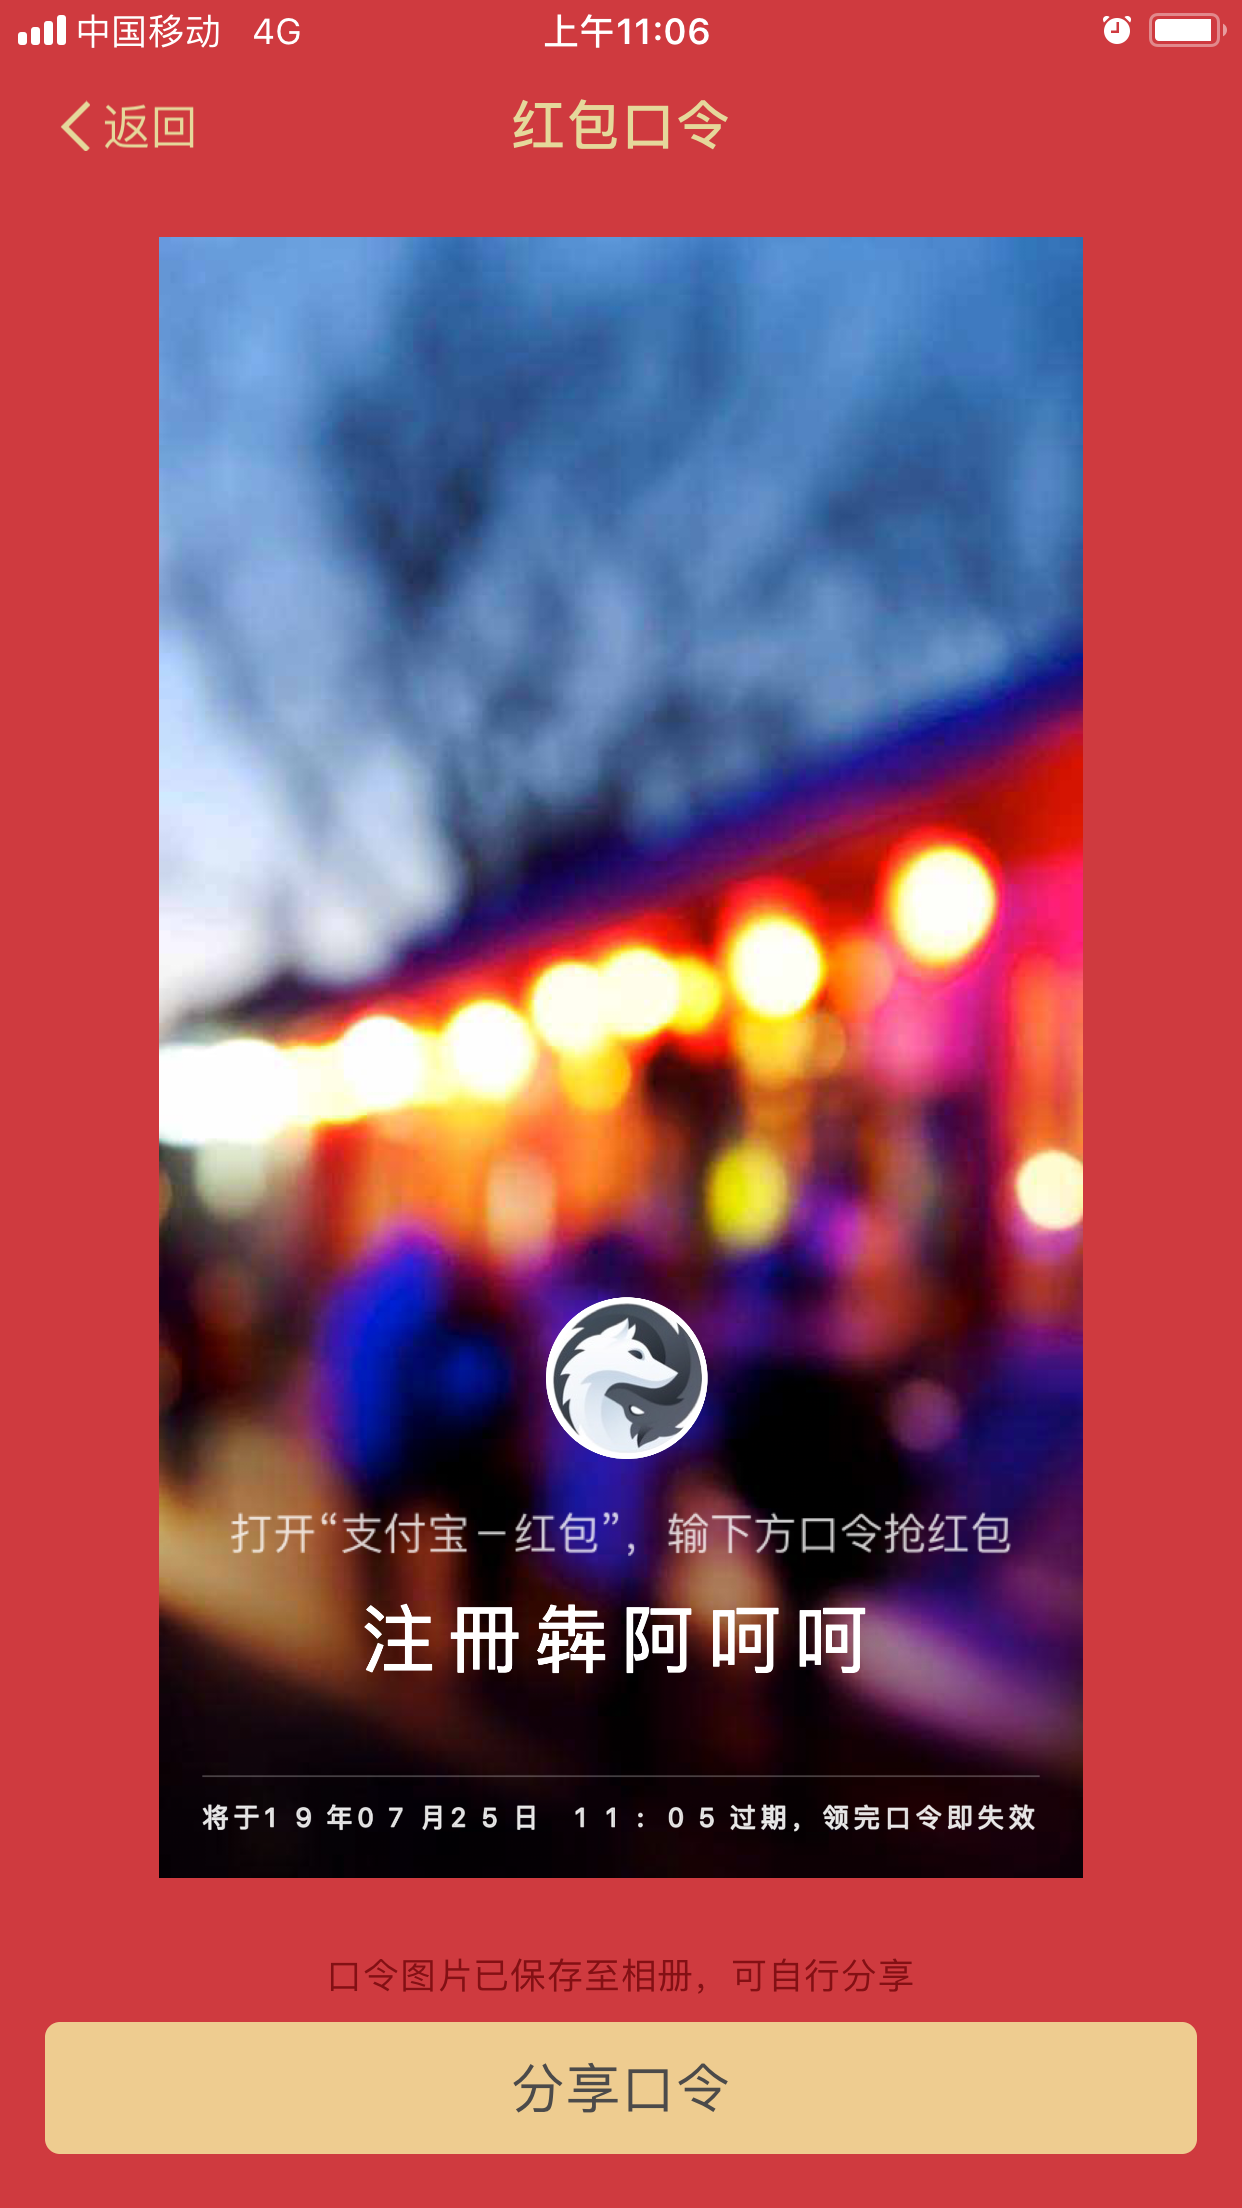 中国移动 4G 上午11:06
返回 红包口令
打开“支付宝－红包”，输下方口令抢红包
注冊犇阿呵呵
将于19年07月25日 11:05过期，领完口令即失效
口令图片已保存至相册，可自行分享
分享口令